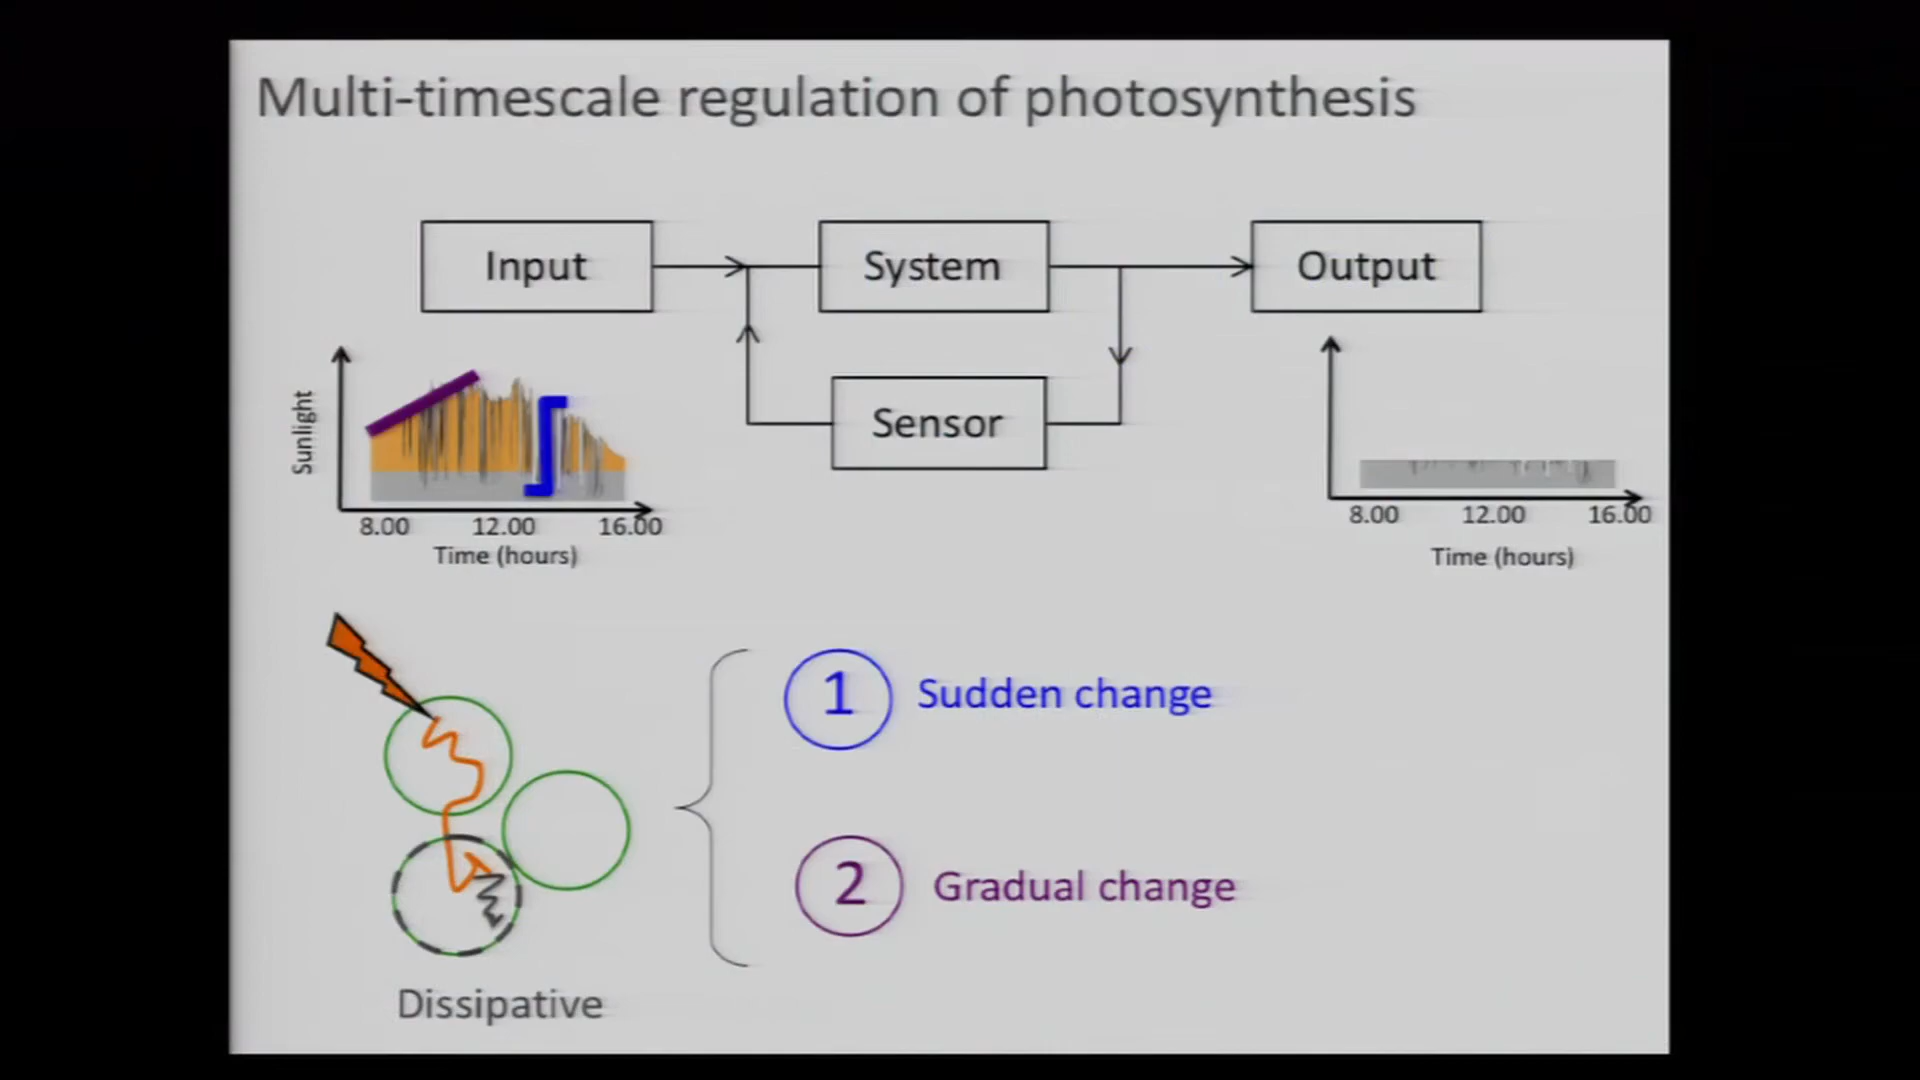 Multi-timescale regulation of photosynthesis
Input
System
Output
Sensor
Sunlight
8.00 12.00 16.00
Time (hours)
8.00 12.00 16.00
Time (hours)
1 Sudden change
2 Gradual change
Dissipative